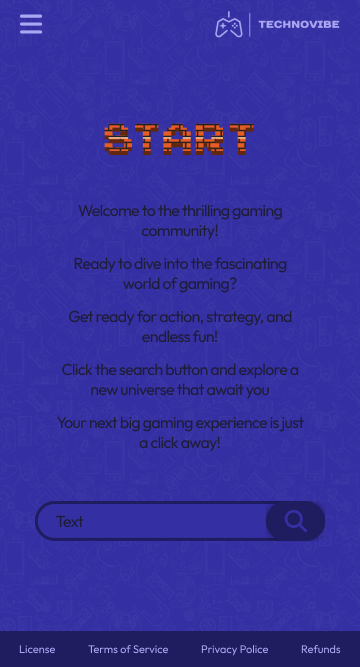 TECHNOVIBE
START
Welcome to the thrilling gaming
community!
Ready to dive into the fascinating
world of gaming?
Get ready for action, strategy, and
endless fun!
Click the search button and explore a
new universe that await you
Your next big gaming experience is just
a click away!
Text
License Terms of Service Privacy Policy Refunds